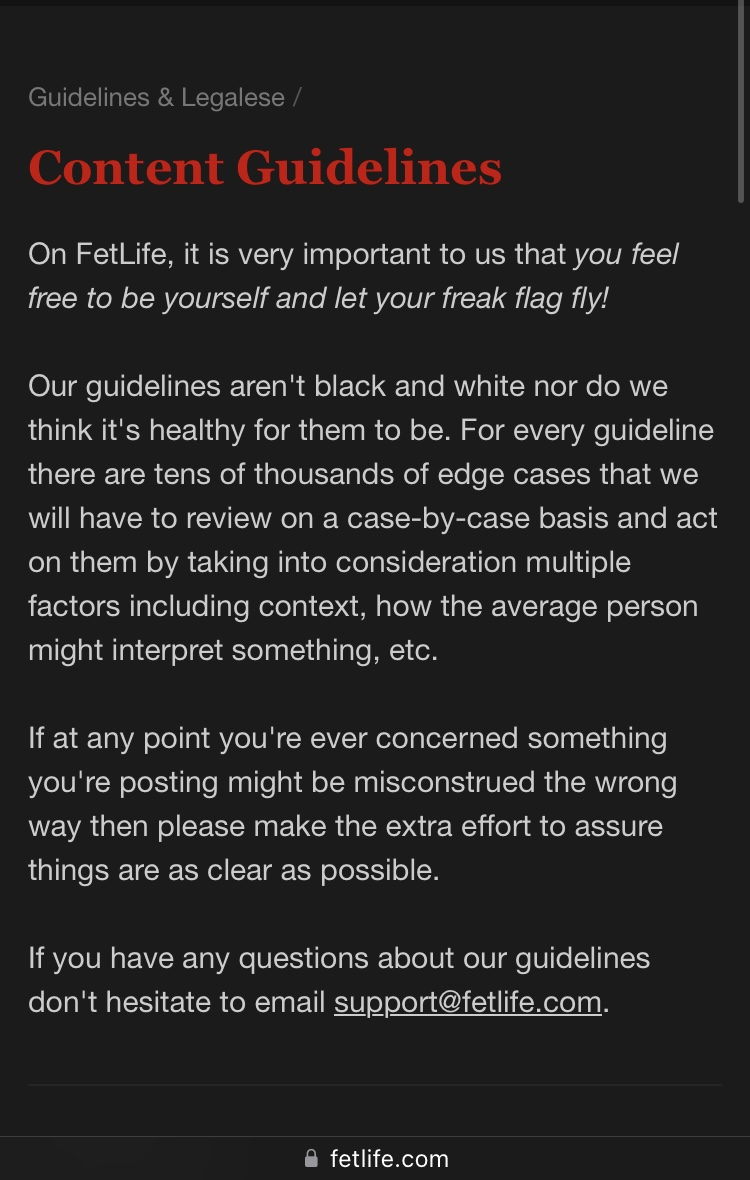 Guidelines & Legalese /
Content Guidelines
On FetLife, it is very important to us that you feel
free to be yourself and let your freak flag fly!
Our guidelines aren't black and white nor do we
think it's healthy for them to be. For every guideline
there are tens of thousands of edge cases that we
will have to review on a case-by-case basis and act
on them by taking into consideration multiple
factors including context, how the average person
might interpret something, etc.
If at any point you're ever concerned something
you're posting might be misconstrued the wrong
way then please make the extra effort to assure
things are as clear as possible.
If you have any questions about our guidelines
don't hesitate to email support@fetlife.com.
fetlife.com